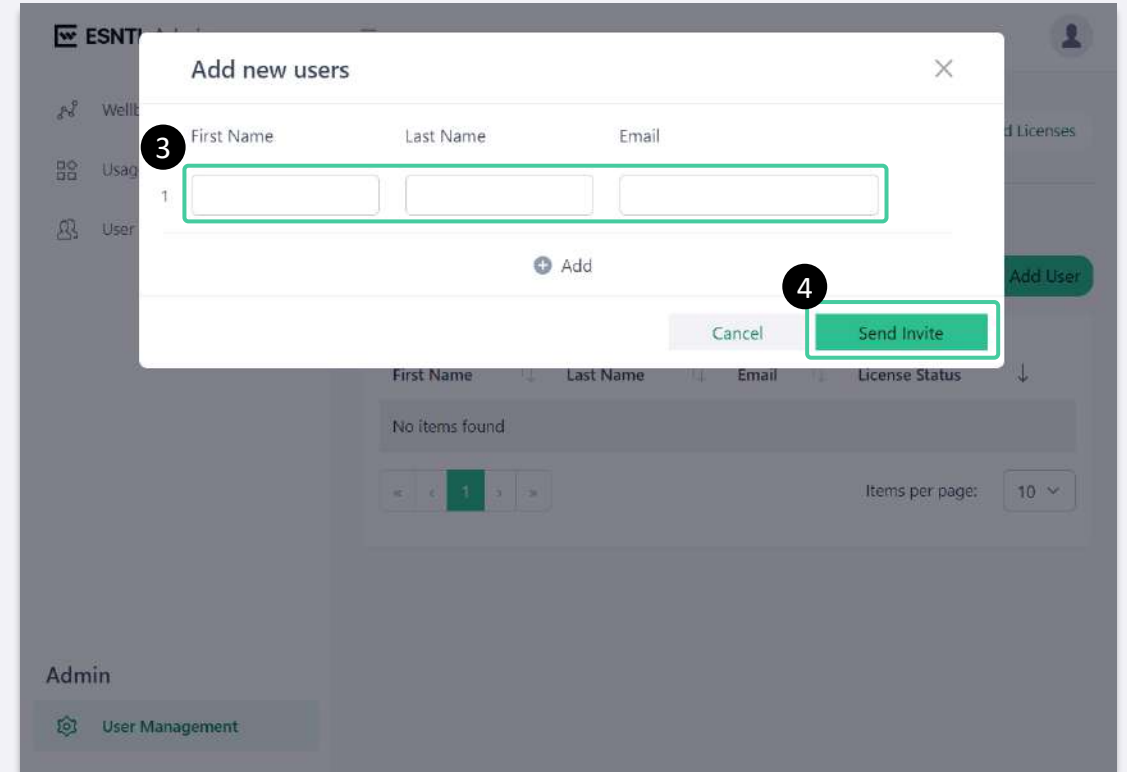 ESNTI
Add new users
Wellb
3
First Name Last Name Email
d Licenses
Usag
1
User
Add
4
Add User
Cancel Send Invite
First Name Last Name Email License Status
No items found
« ‹ 1 › »
Items per page: 10
Admin
User Management